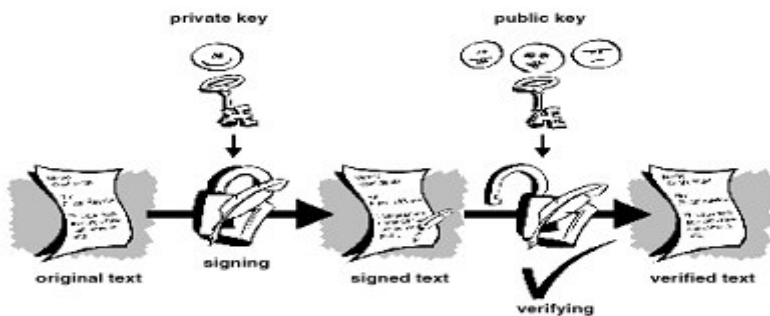 private key
public key
original text
signing
signed text
verifying
verified text